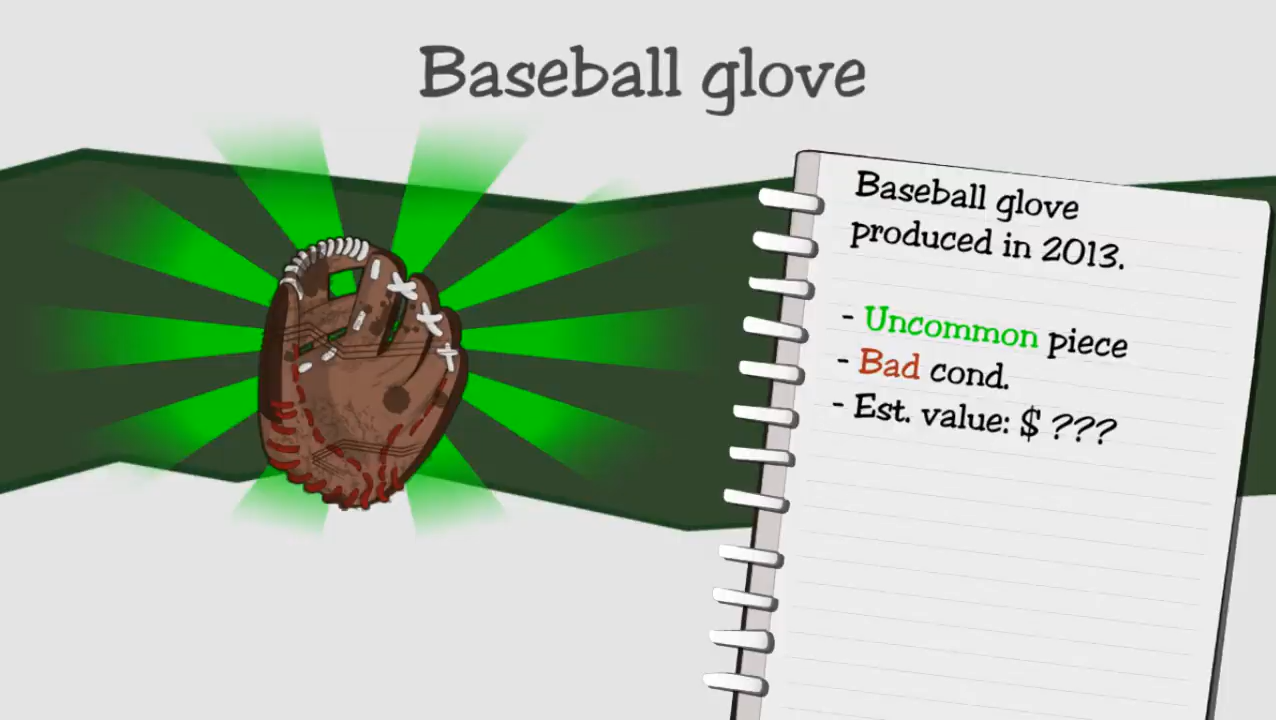 Baseball glove
Baseball glove
produced in 2013.
- Uncommon piece
- Bad cond.
- Est. value: $ ???